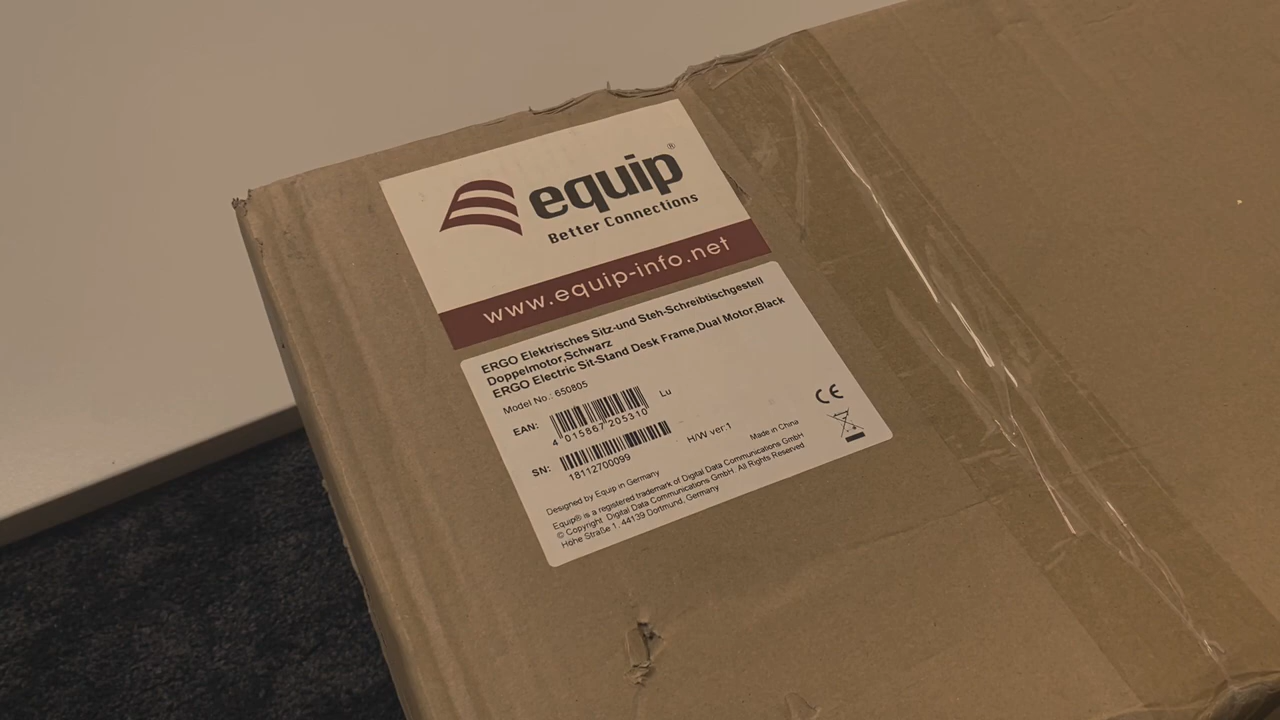 equip®
Better Connections
www.equip-info.net
ERGO Elektrisches Sitz-und Steh-Schreibtischgestell
Doppelmotor,Schwarz
ERGO Electric Sit-Stand Desk Frame,Dual Motor,Black
Model No.: 650805
EAN:
4 015867 205310
Lu
SN:
18112700099
H/W ver:1
CE
Designed by Equip in Germany
Made in China
Equip® is a registered trademark of Digital Data Communications GmbH
© Copyright Digital Data Communications GmbH. All Rights Reserved.
Hohe Straße 1, 44139 Dortmund, Germany